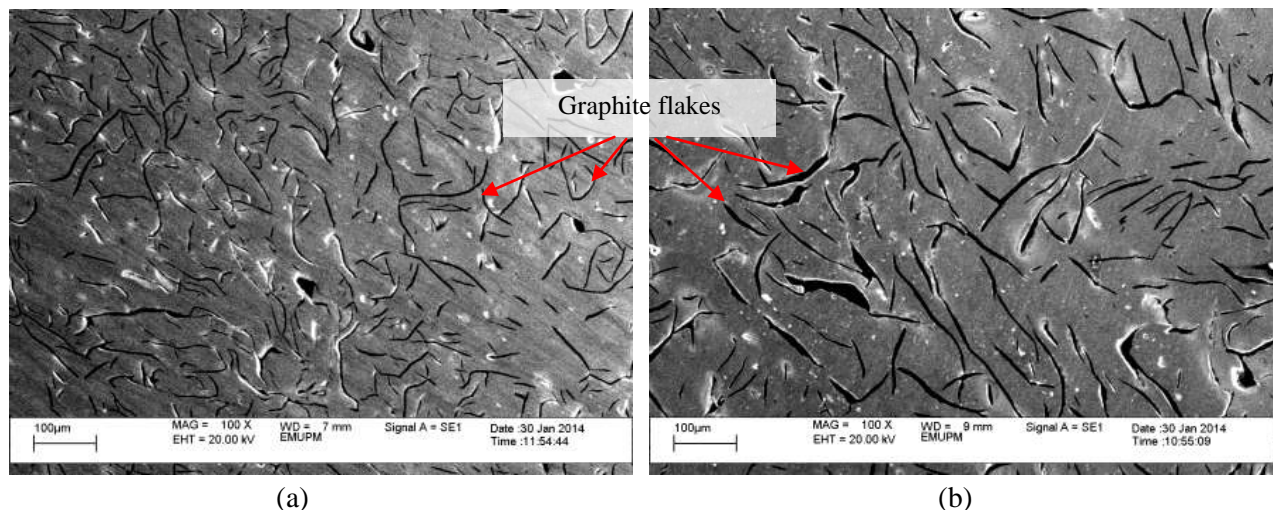 Graphite flakes
100µm
MAG = 100 X
WD = 7 mm
Signal A = SE1
Date :30 Jan 2014
EHT = 20.00 kV
EMUPM
Time :11:54:44
100µm
MAG = 100 X
WD = 9 mm
Signal A = SE1
Date :30 Jan 2014
EHT = 20.00 kV
EMUPM
Time :10:55:09
(a)
(b)